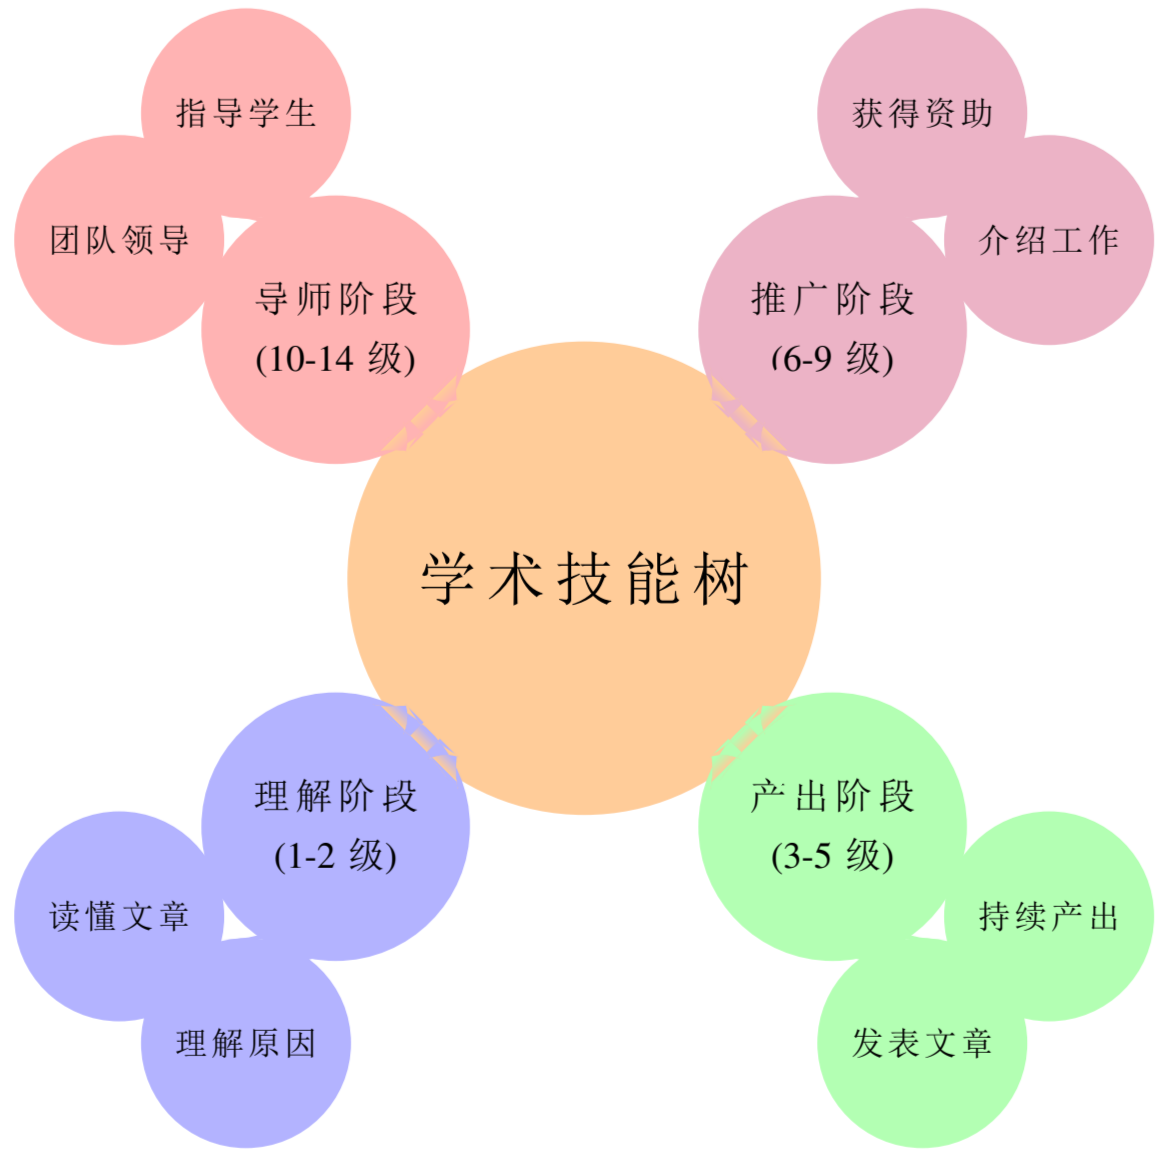 指导学生
获得资助
团队领导
介绍工作
导师阶段
(10-14 级)
推广阶段
(6-9 级)
学术技能树
理解阶段
(1-2 级)
产出阶段
(3-5 级)
读懂文章
持续产出
理解原因
发表文章